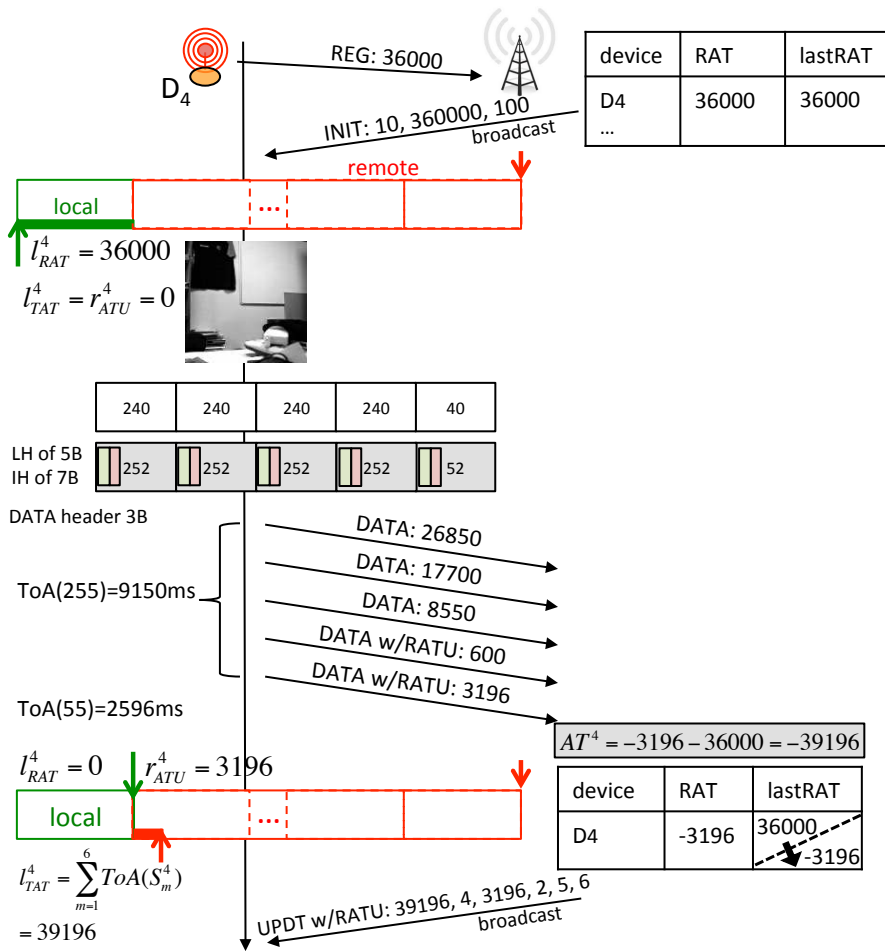 REG: 36000
D4
device RAT lastRAT
D4 36000 36000
...
INIT: 10, 360000, 100
broadcast
remote
local ...
l^4_RAT = 36000
l^4_TAT = r^4_ATU = 0
240 240 240 240 40
LH of 5B
IH of 7B
252 252 252 252 52
DATA header 3B
DATA: 26850
DATA: 17700
DATA: 8550
DATA w/RATU: 600
DATA w/RATU: 3196
ToA(255)=9150ms
ToA(55)=2596ms
AT^4 = −3196 − 36000 = −39196
l^4_RAT = 0 r^4_ATU = 3196
local ...
device RAT lastRAT
D4 -3196 36000 -3196
l^4_TAT = ∑_{m=1}^{6} ToA(S^4_m)
= 39196
UPDT w/RATU: 39196, 4, 3196, 2, 5, 6
broadcast